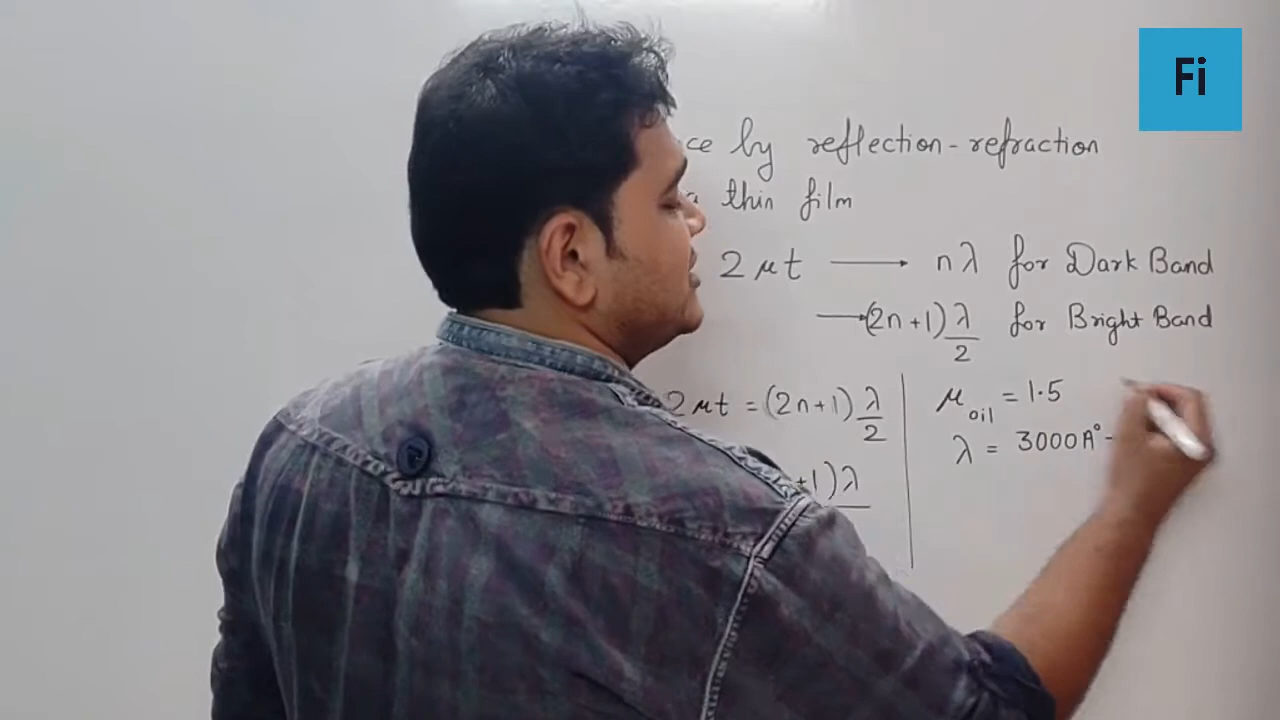 Fi
by reflection-refraction
thin film
2μt → nλ for Dark Band
→ (2n+1)λ/2 for Bright Band
2μt = (2n+1)λ/2
μoil = 1.5
+1)λ
λ = 3000A° -